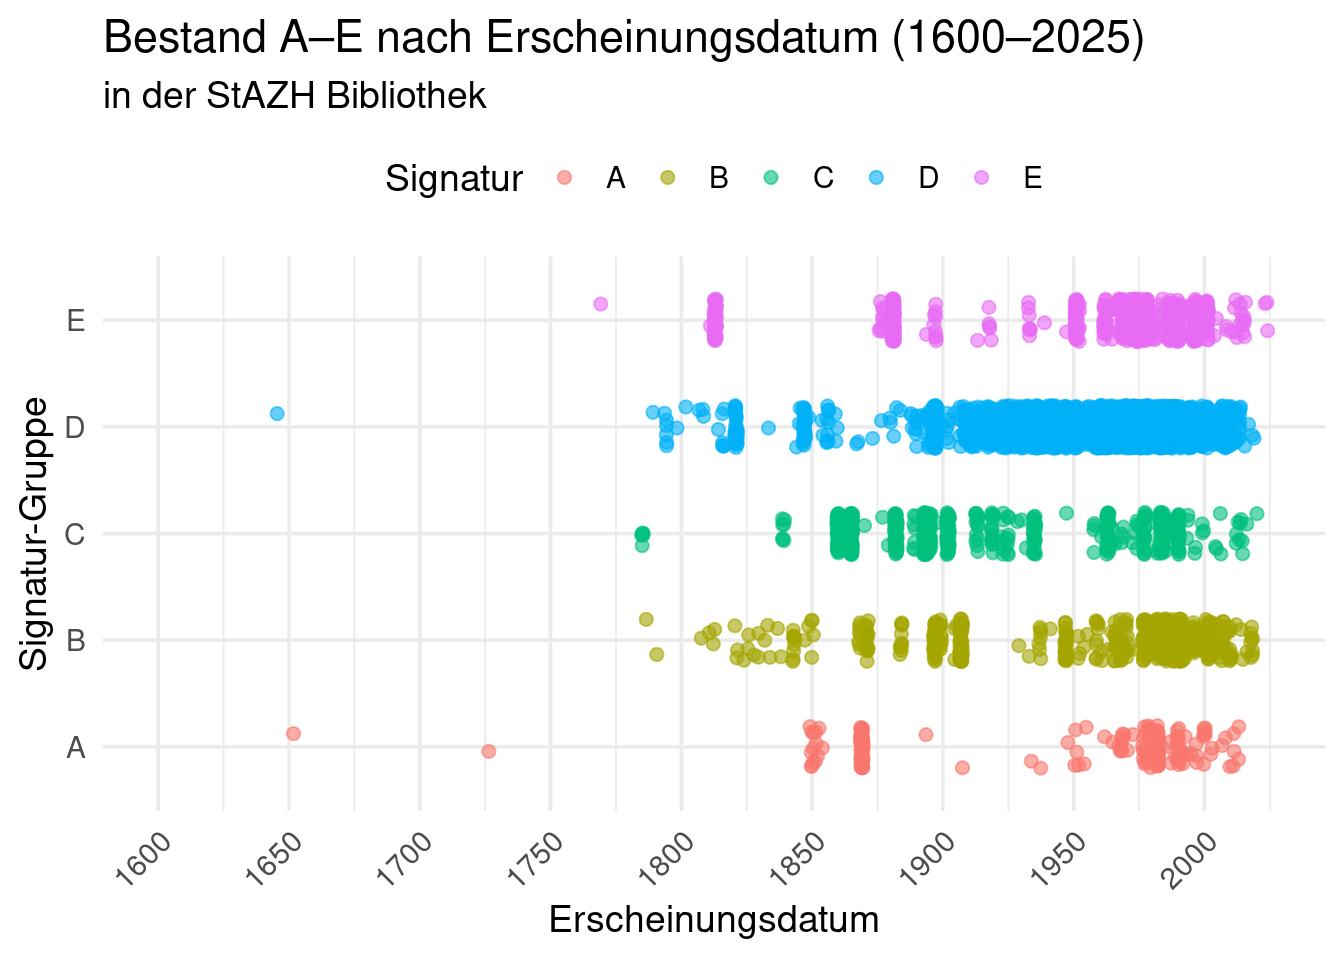 Bestand A–E nach Erscheinungsdatum (1600–2025)
in der StAZH Bibliothek
Signatur A B C D E
Signatur-Gruppe
E
D
C
B
A
1600 1650 1700 1750 1800 1850 1900 1950 2000
Erscheinungsdatum